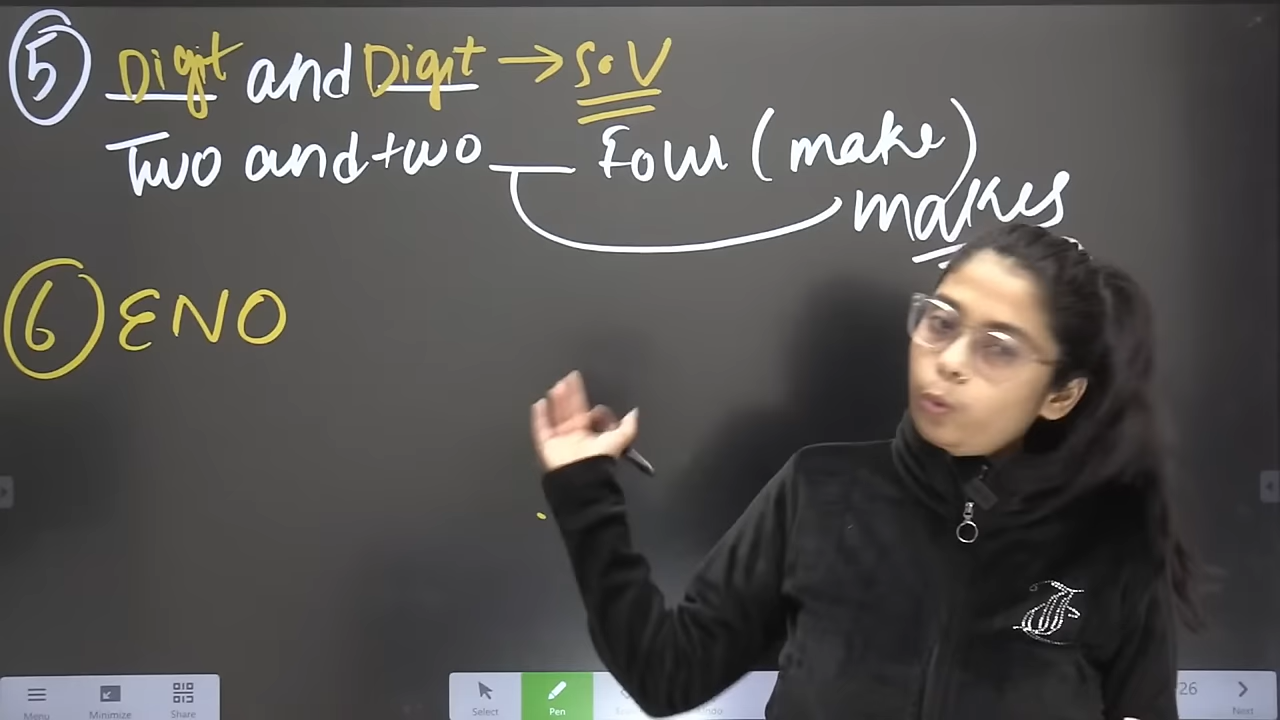 5 Digit and Digit → S.V
Two and two — Four (make)
makes
6 ENO
Menu
Minimize
Share
Select
Pen
Undo
/26
Next